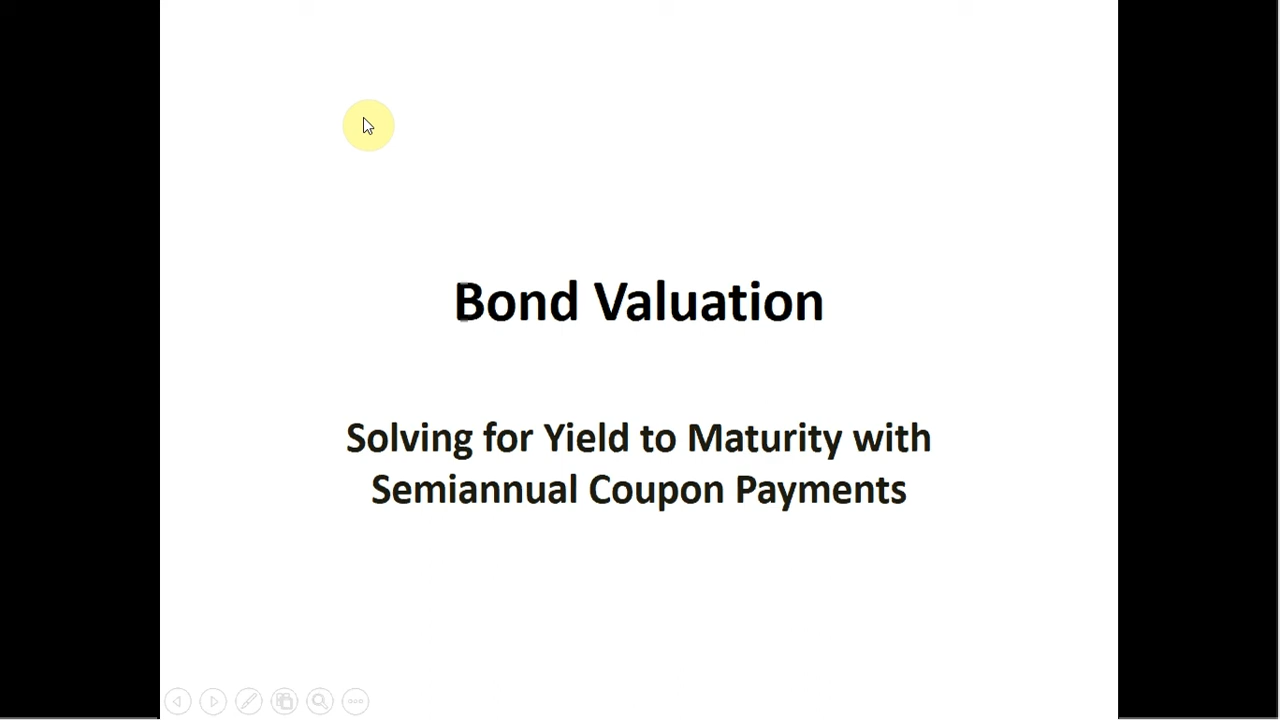 Bond Valuation
Solving for Yield to Maturity with
Semiannual Coupon Payments